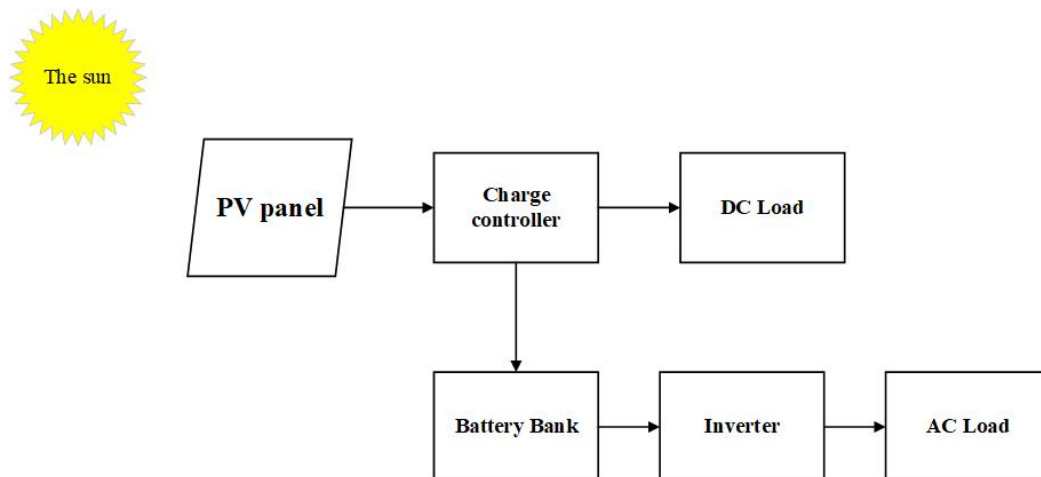 The sun
PV panel
Charge
controller
DC Load
Battery Bank
Inverter
AC Load